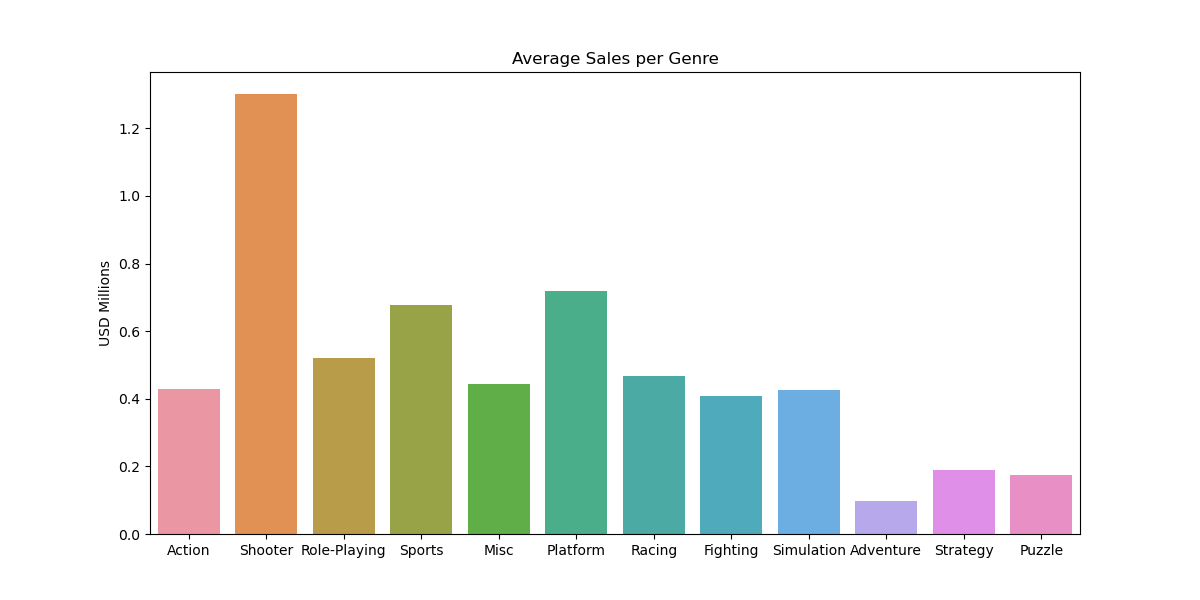 Average Sales per Genre
USD Millions
1.2
1.0
0.8
0.6
0.4
0.2
0.0
Action Shooter Role-Playing Sports Misc Platform Racing Fighting Simulation Adventure Strategy Puzzle